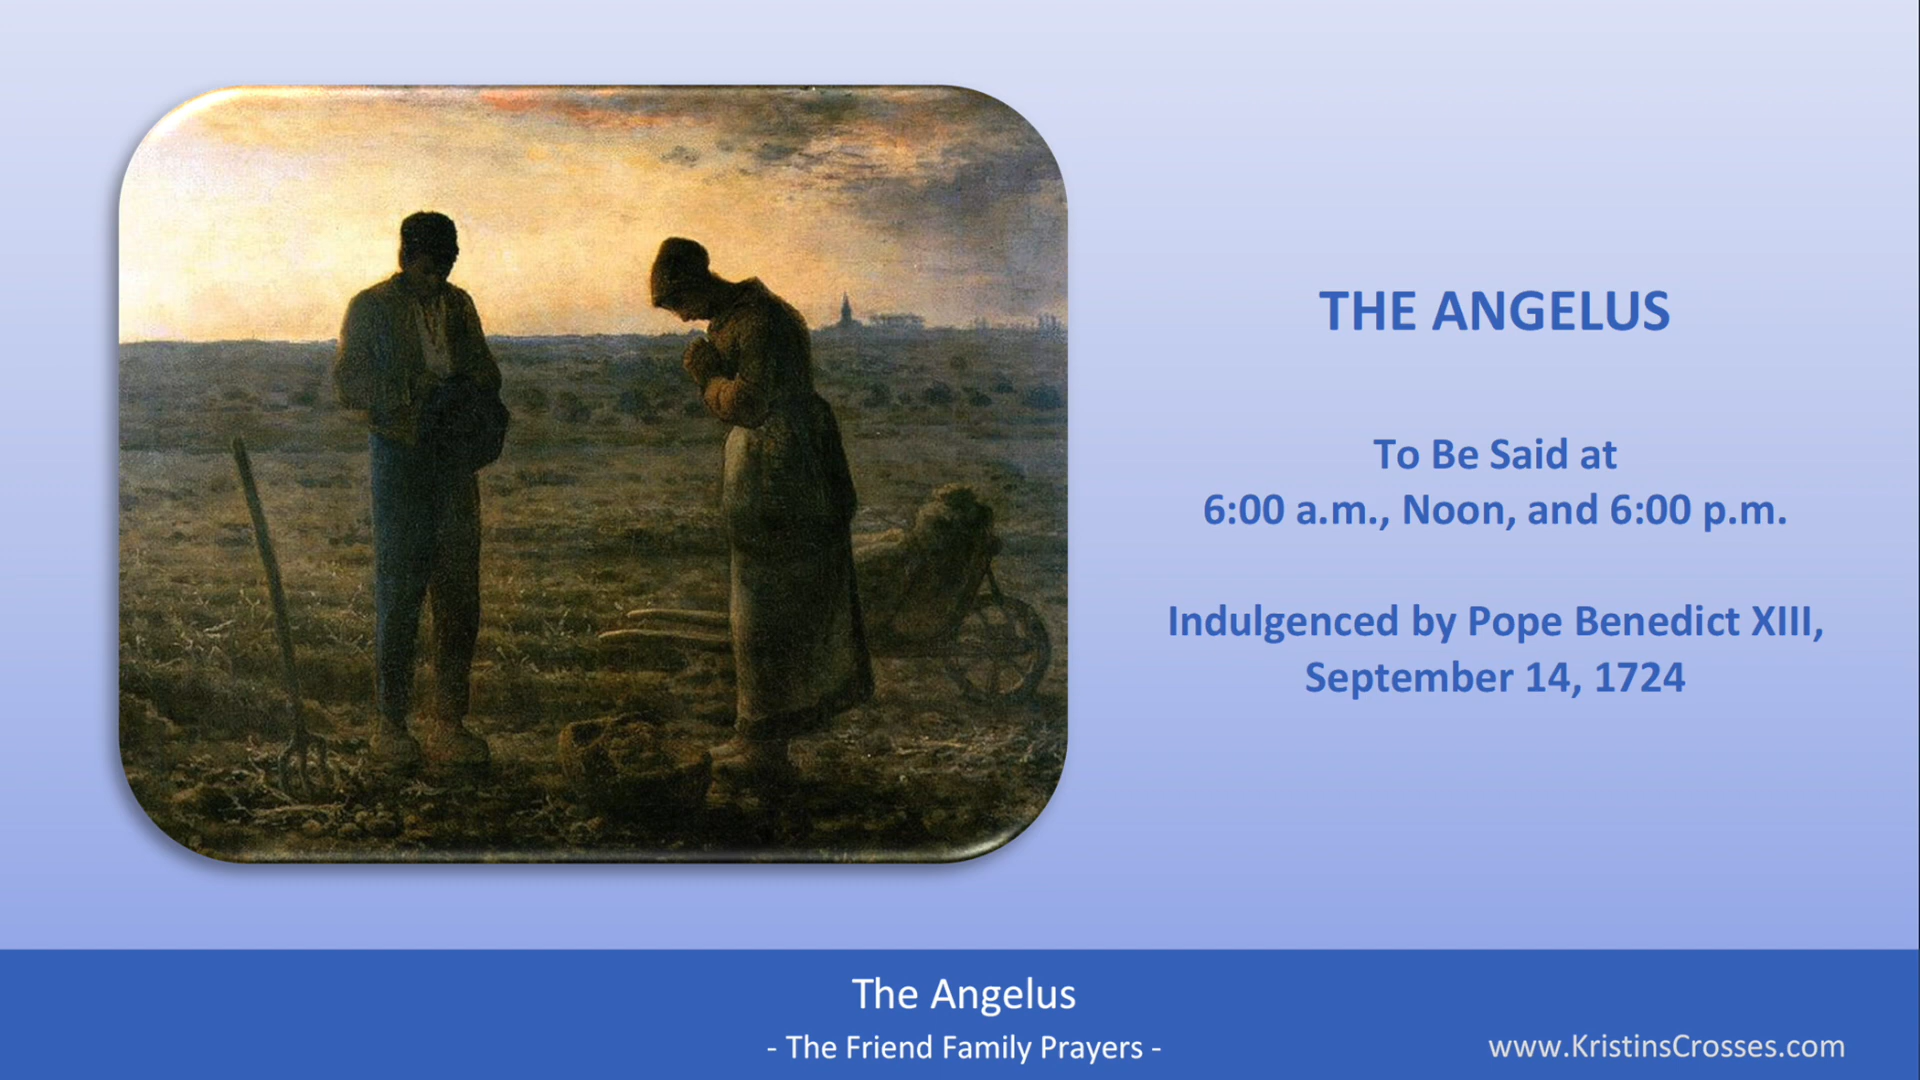 THE ANGELUS
To Be Said at
6:00 a.m., Noon, and 6:00 p.m.
Indulgenced by Pope Benedict XIII,
September 14, 1724
The Angelus
- The Friend Family Prayers -
www.KristinsCrosses.com